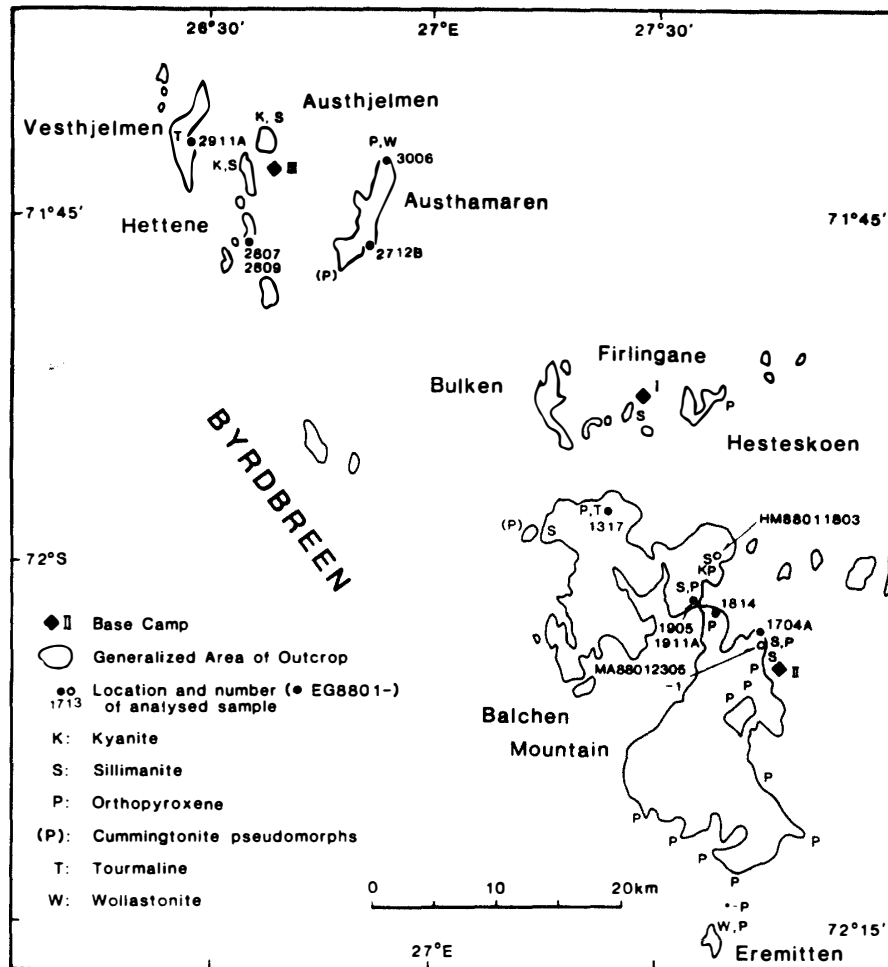 26°30'
27°E
27°30'
Vesthjelmen
Austhjelmen
K, S
T
2911A
K,S
III
P,W
3006
Austhamaren
71°45'
71°45'
Hettene
2807
2809
2712B
(P)
Firlingane
Bulken
I
S
P
Hesteskoen
BYRDBREEN
P,T
1317
(P)
S
HM88011803
S
KP
72°S
S,P
1814
P
1905
1911A
1704A
S,P
MA88012305
-1
S
II
P
P
P
Balchen
Mountain
P
P
P
P
P
P
II Base Camp
Generalized Area of Outcrop
Location and number (● EG8801-)
1713 of analysed sample
K: Kyanite
S: Sillimanite
P: Orthopyroxene
(P): Cummingtonite pseudomorphs
T: Tourmaline
W: Wollastonite
0 10 20km
-P
W,P
72°15'
27°E
Eremitten